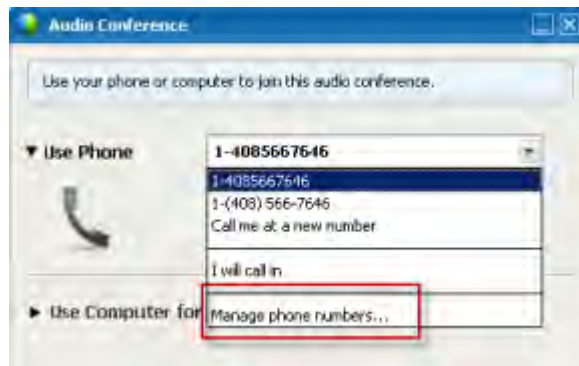 Audio Conference
Use your phone or computer to join this audio conference.
▼ Use Phone
1-4085667646
1-4085667646
1-(408) 566-7646
Call me at a new number
I will call in
► Use Computer for
Manage phone numbers...